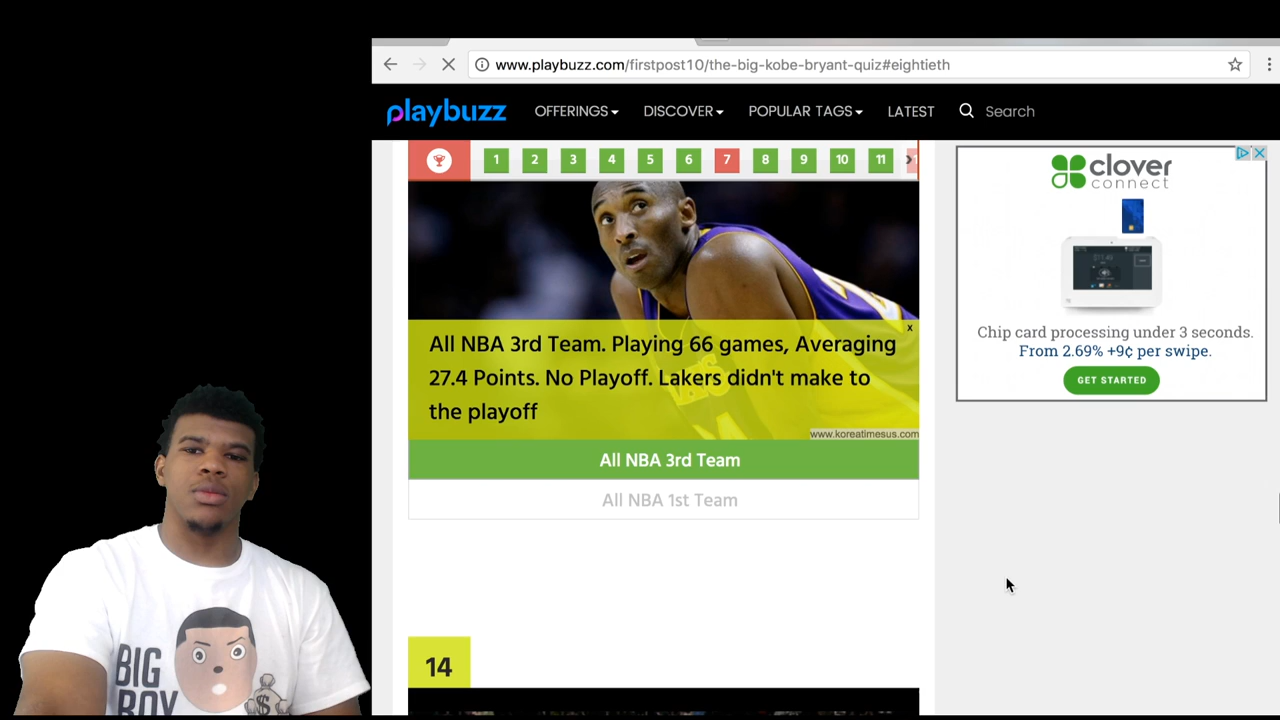 www.playbuzz.com/firstpost10/the-big-kobe-bryant-quiz#eightieth
playbuzz OFFERINGS DISCOVER POPULAR TAGS LATEST Search
1 2 3 4 5 6 7 8 9 10 11
All NBA 3rd Team. Playing 66 games, Averaging
27.4 Points. No Playoff. Lakers didn't make to
the playoff
x
www.koreatimesus.com
All NBA 3rd Team
All NBA 1st Team
14
clover
connect
Chip card processing under 3 seconds.
From 2.69% +9¢ per swipe.
GET STARTED
BIG
BOY
$